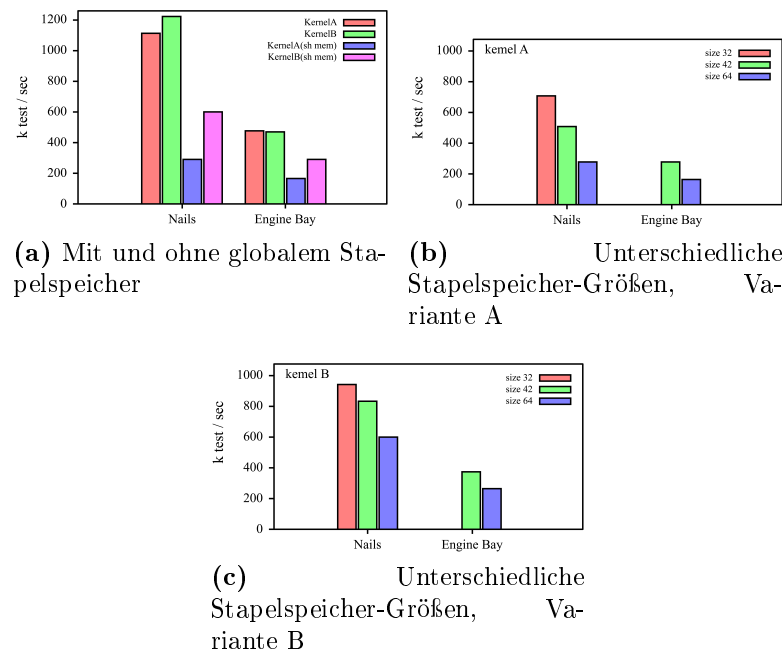 1200
1000
800
600
400
200
0
k test / sec
KernelA
KernelB
KernelA(sh mem)
KernelB(sh mem)
Nails
Engine Bay
(a) Mit und ohne globalem Sta-
pelspeicher
kernel A
1000
800
600
400
200
0
k test / sec
size 32
size 42
size 64
Nails
Engine Bay
(b) Unterschiedliche
Stapelspeicher-Größen, Va-
riante A
kernel B
1000
800
600
400
200
0
k test / sec
size 32
size 42
size 64
Nails
Engine Bay
(c) Unterschiedliche
Stapelspeicher-Größen, Va-
riante B